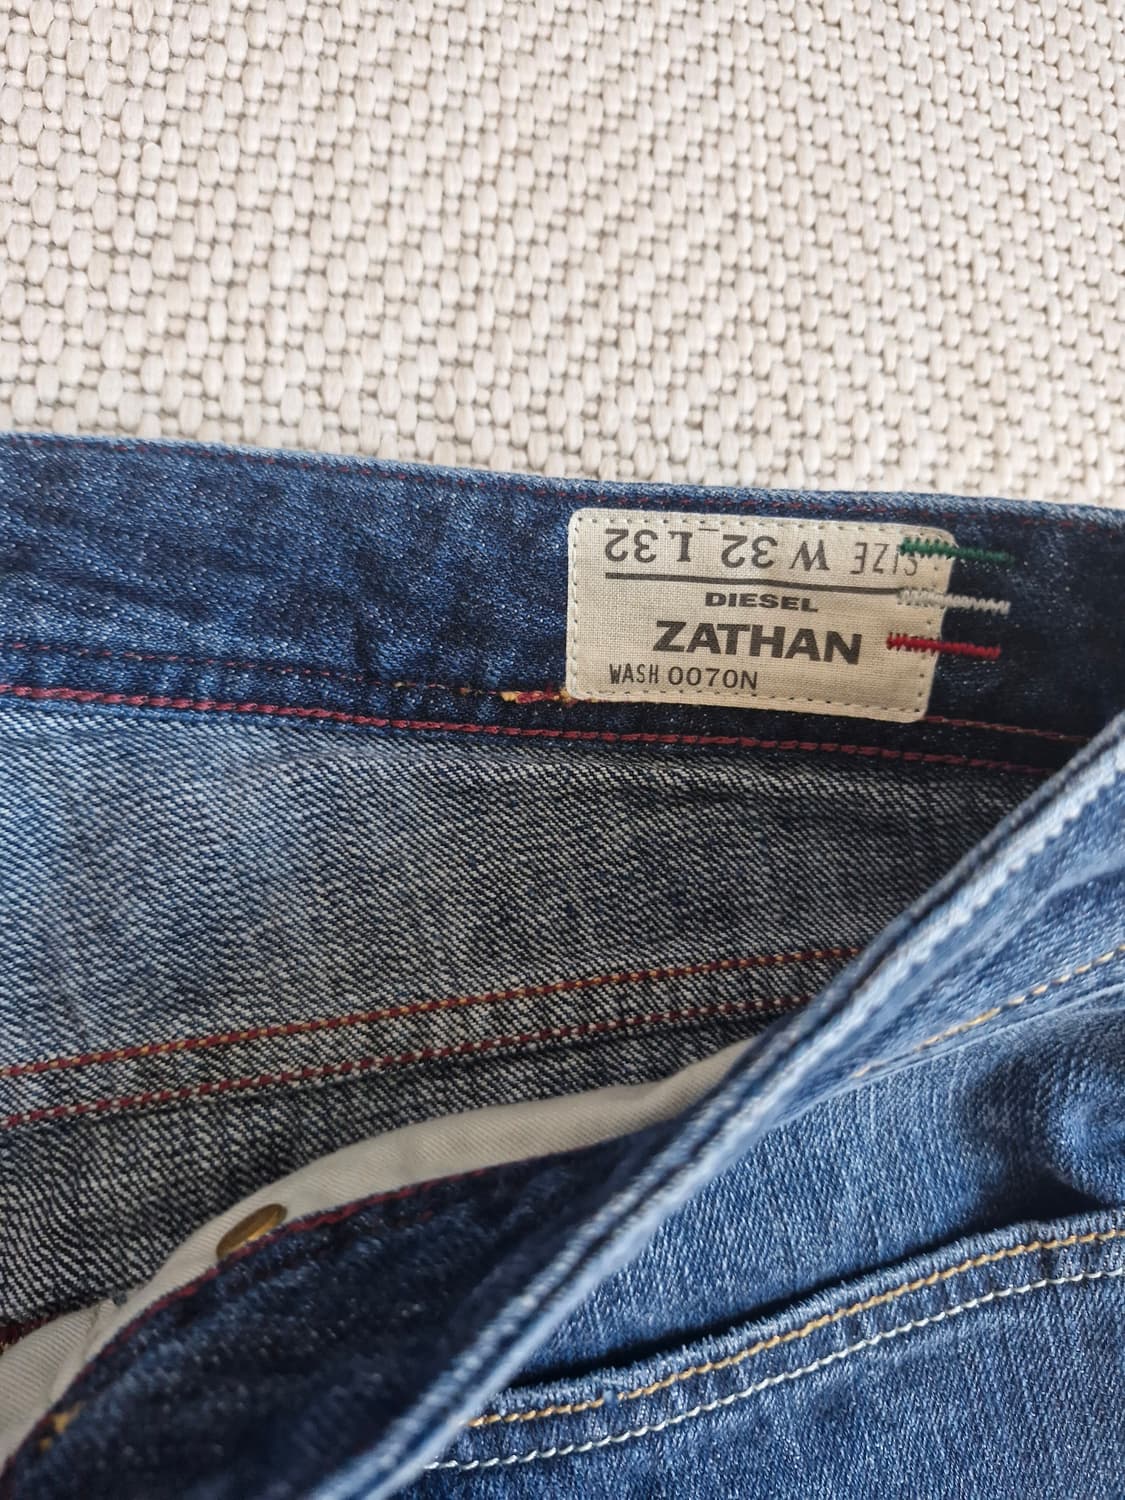 SIZE W 32 L 32
DIESEL
ZATHAN
WASH 0070N